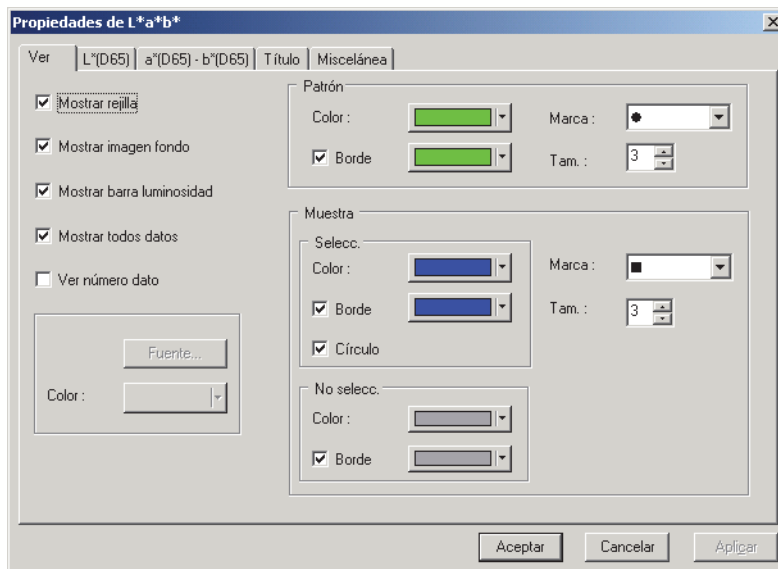 Propiedades de L*a*b*
Ver
L*(D65)
a*(D65) - b*(D65)
Título
Miscelánea
Mostrar rejilla
Mostrar imagen fondo
Mostrar barra luminosidad
Mostrar todos datos
Ver número dato
Fuente...
Color :
Patrón
Color :
Marca :
Borde
Tam. :
3
Muestra
Selecc.
Color :
Marca :
Borde
Tam. :
3
Círculo
No selecc.
Color :
Borde
Aceptar
Cancelar
Aplicar